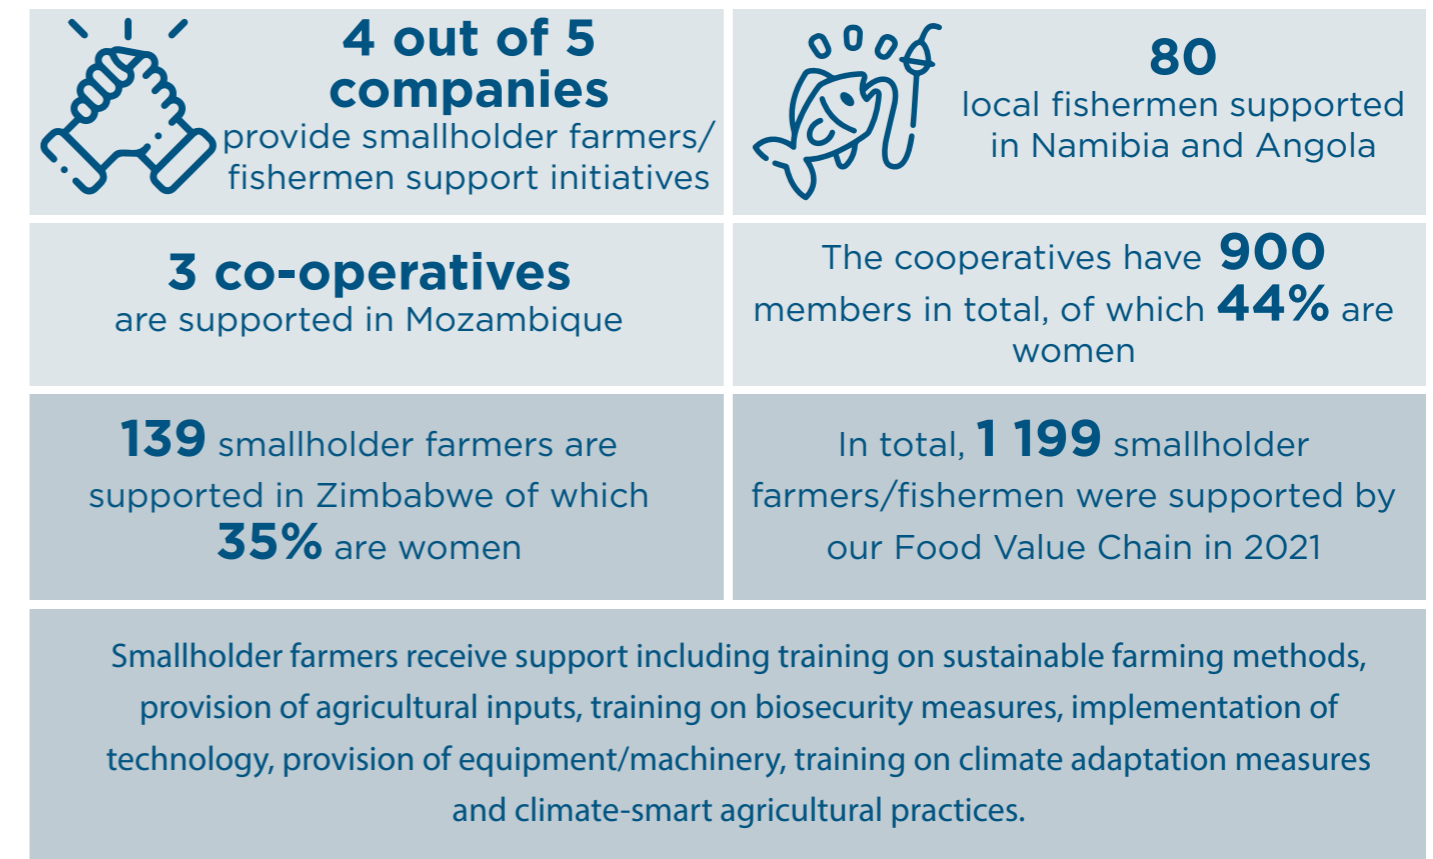 4 out of 5
companies
provide smallholder farmers/
fishermen support initiatives
80
local fishermen supported
in Namibia and Angola
3 co-operatives
are supported in Mozambique
The cooperatives have 900
members in total, of which 44% are
women
139 smallholder farmers are
supported in Zimbabwe of which
35% are women
In total, 1 199 smallholder
farmers/fishermen were supported by
our Food Value Chain in 2021
Smallholder farmers receive support including training on sustainable farming methods,
provision of agricultural inputs, training on biosecurity measures, implementation of
technology, provision of equipment/machinery, training on climate adaptation measures
and climate-smart agricultural practices.